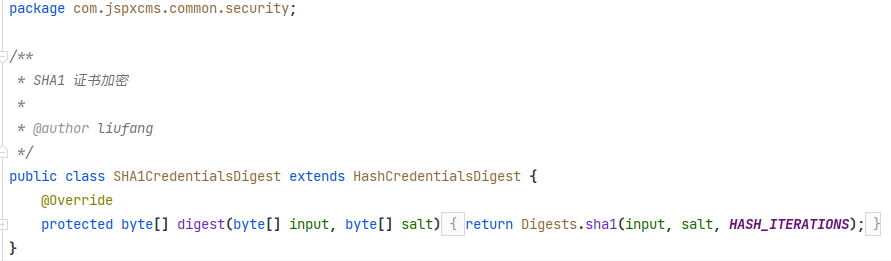 package com.jspxcms.common.security;
/**
* SHA1 证书加密
*
* @author liufang
*/
public class SHA1CredentialsDigest extends HashCredentialsDigest {
@Override
protected byte[] digest(byte[] input, byte[] salt) { return Digests.sha1(input, salt, HASH_ITERATIONS); }
}